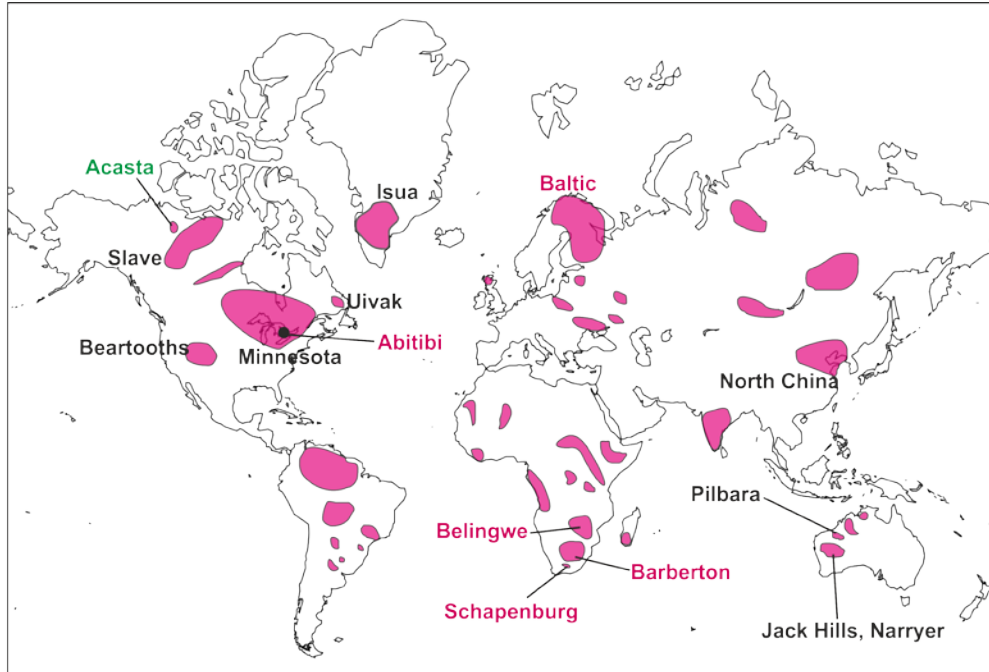 Acasta
Isua
Baltic
Slave
Uivak
Beartooths
Minnesota
Abitibi
North China
Pilbara
Belingwe
Barberton
Schapenburg
Jack Hills, Narryer